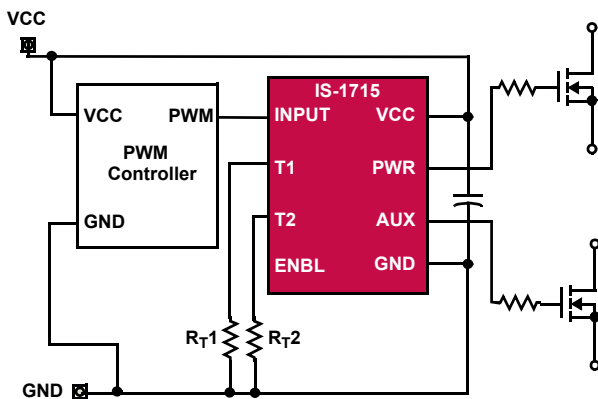 VCC
IS-1715
VCC PWM
PWM
Controller
GND
INPUT VCC
T1 PWR
T2 AUX
ENBL GND
RT1 RT2
GND